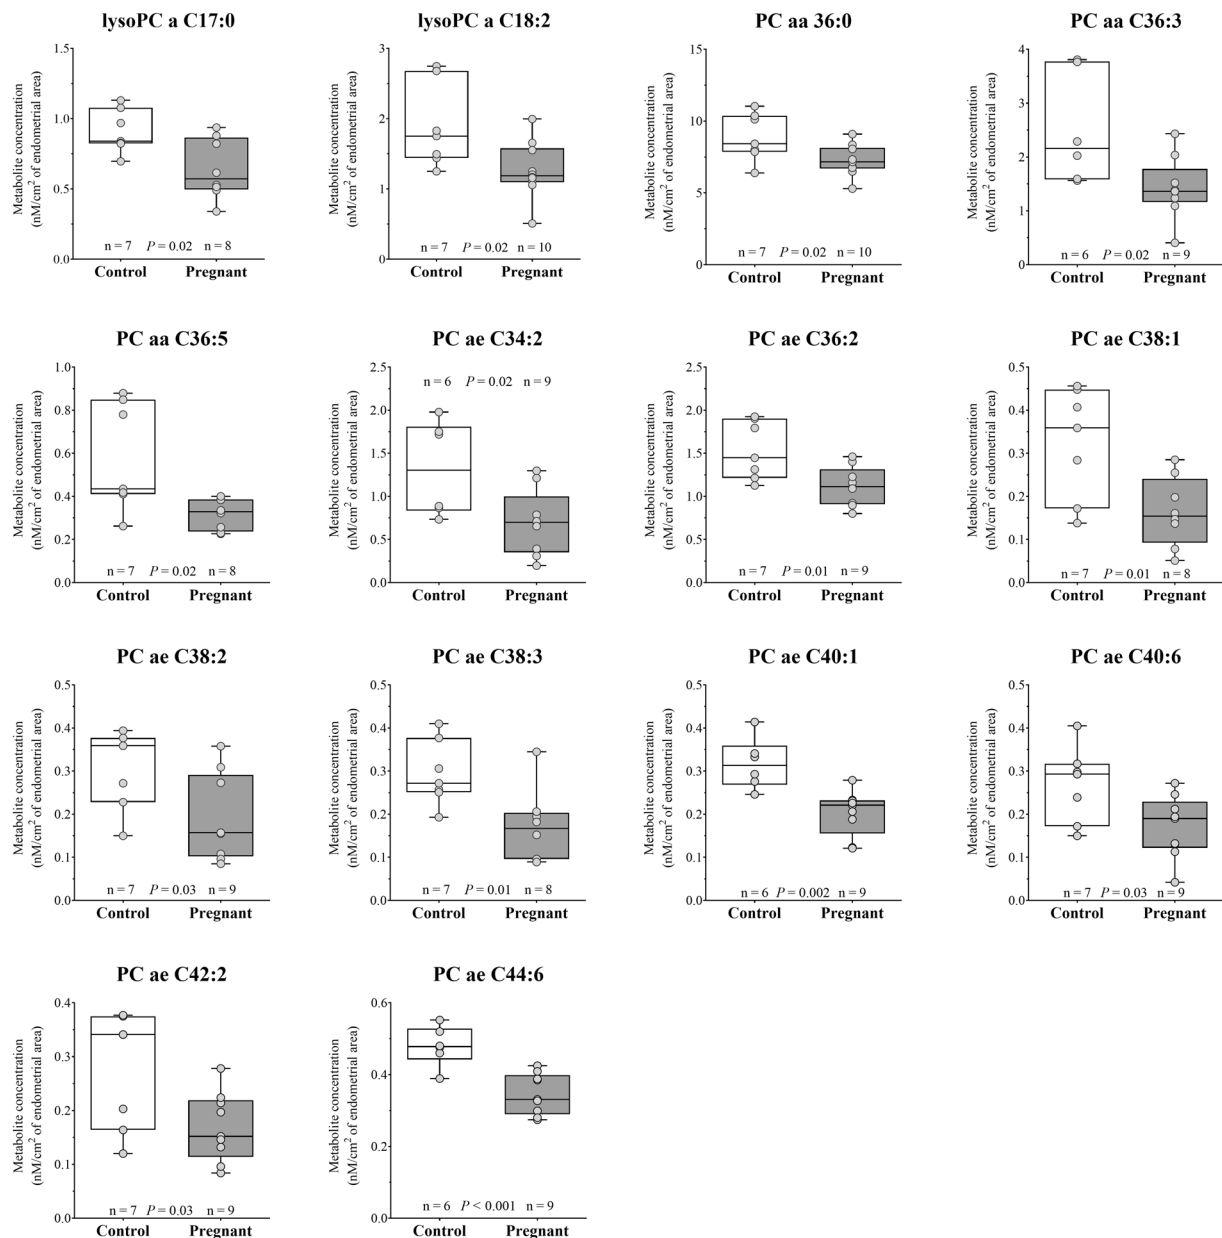 lysoPC a C17:0
Metabolite concentration
(nM/cm² of endometrial area)
1.5
1.0
0.5
0.0
n = 7 P = 0.02 n = 8
Control Pregnant
lysoPC a C18:2
Metabolite concentration
(nM/cm² of endometrial area)
3
2
1
0
n = 7 P = 0.02 n = 10
Control Pregnant
PC aa 36:0
Metabolite concentration
(nM/cm² of endometrial area)
15
10
5
0
n = 7 P = 0.02 n = 10
Control Pregnant
PC aa C36:3
Metabolite concentration
(nM/cm² of endometrial area)
4
3
2
1
0
n = 6 P = 0.02 n = 9
Control Pregnant
PC aa C36:5
Metabolite concentration
(nM/cm² of endometrial area)
1.0
0.8
0.6
0.4
0.2
0.0
n = 7 P = 0.02 n = 8
Control Pregnant
PC ae C34:2
Metabolite concentration
(nM/cm² of endometrial area)
2.5
2.0
1.5
1.0
0.5
0.0
n = 6 P = 0.02 n = 9
Control Pregnant
PC ae C36:2
Metabolite concentration
(nM/cm² of endometrial area)
2.5
2.0
1.5
1.0
0.5
0.0
n = 7 P = 0.01 n = 9
Control Pregnant
PC ae C38:1
Metabolite concentration
(nM/cm² of endometrial area)
0.5
0.4
0.3
0.2
0.1
0.0
n = 7 P = 0.01 n = 8
Control Pregnant
PC ae C38:2
Metabolite concentration
(nM/cm² of endometrial area)
0.5
0.4
0.3
0.2
0.1
0.0
n = 7 P = 0.03 n = 9
Control Pregnant
PC ae C38:3
Metabolite concentration
(nM/cm² of endometrial area)
0.5
0.4
0.3
0.2
0.1
0.0
n = 7 P = 0.01 n = 8
Control Pregnant
PC ae C40:1
Metabolite concentration
(nM/cm² of endometrial area)
0.5
0.4
0.3
0.2
0.1
0.0
n = 6 P = 0.002 n = 9
Control Pregnant
PC ae C40:6
Metabolite concentration
(nM/cm² of endometrial area)
0.5
0.4
0.3
0.2
0.1
0.0
n = 7 P = 0.03 n = 9
Control Pregnant
PC ae C42:2
Metabolite concentration
(nM/cm² of endometrial area)
0.4
0.3
0.2
0.1
0.0
n = 7 P = 0.03 n = 9
Control Pregnant
PC ae C44:6
Metabolite concentration
(nM/cm² of endometrial area)
0.6
0.4
0.2
0.0
n = 6 P < 0.001 n = 9
Control Pregnant